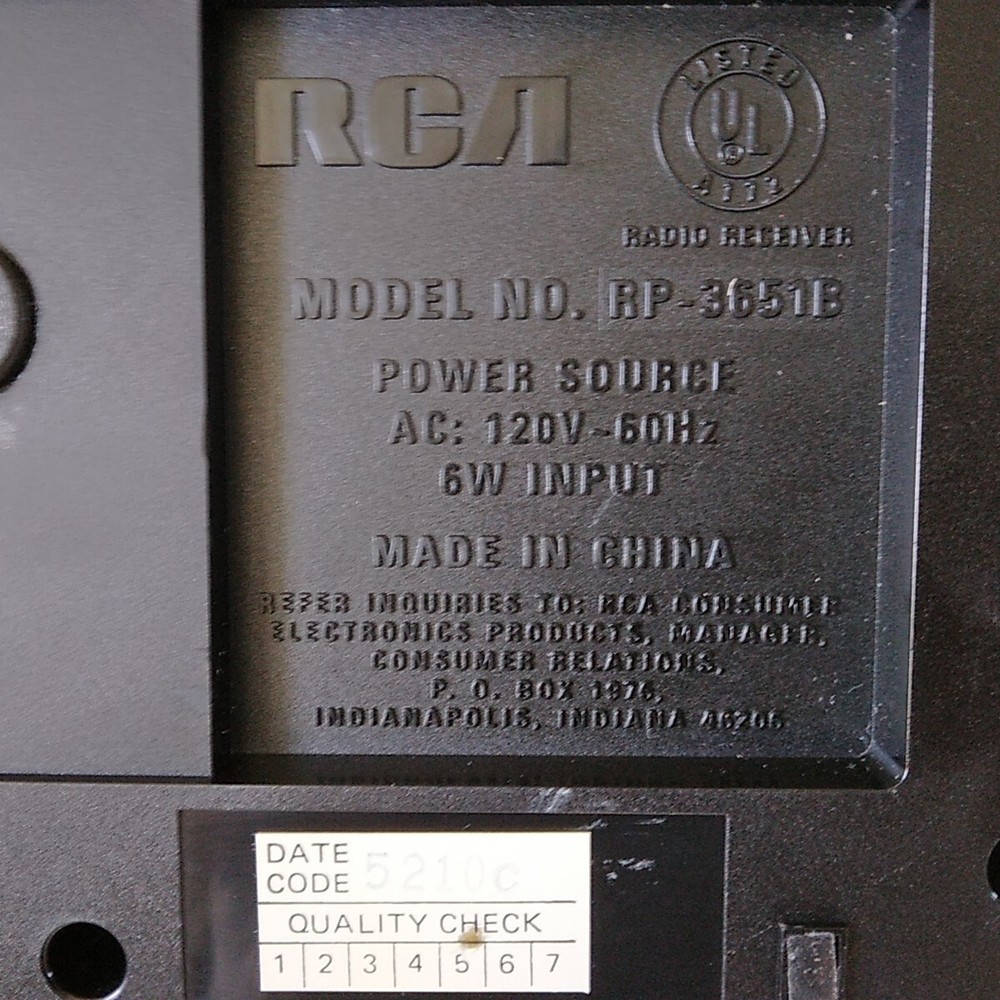 RCA
LISTED
UL
®
A772
RADIO RECEIVER
MODEL NO. RP-3651B
POWER SOURCE
AC: 120V~60Hz
6W INPUT
MADE IN CHINA
REFER INQUIRIES TO: RCA CONSUMER
ELECTRONICS PRODUCTS, MANAGER,
CONSUMER RELATIONS,
P. O. BOX 1976,
INDIANAPOLIS, INDIANA 46206
DATE
CODE 5210c
QUALITY CHECK
1 2 3 4 5 6 7